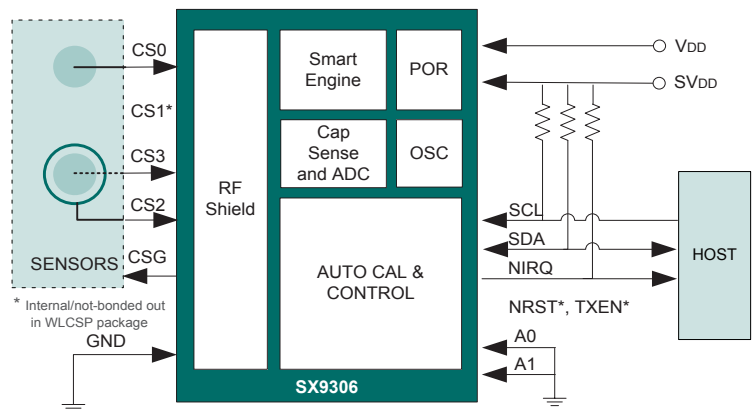 CS0
CS1*
CS3
CS2
CSG
SENSORS
* Internal/not-bonded out
in WLCSP package
GND
RF
Shield
Smart
Engine
POR
Cap
Sense
and ADC
OSC
AUTO CAL &
CONTROL
SX9306
VDD
SVDD
SCL
SDA
NIRQ
NRST*, TXEN*
A0
A1
HOST